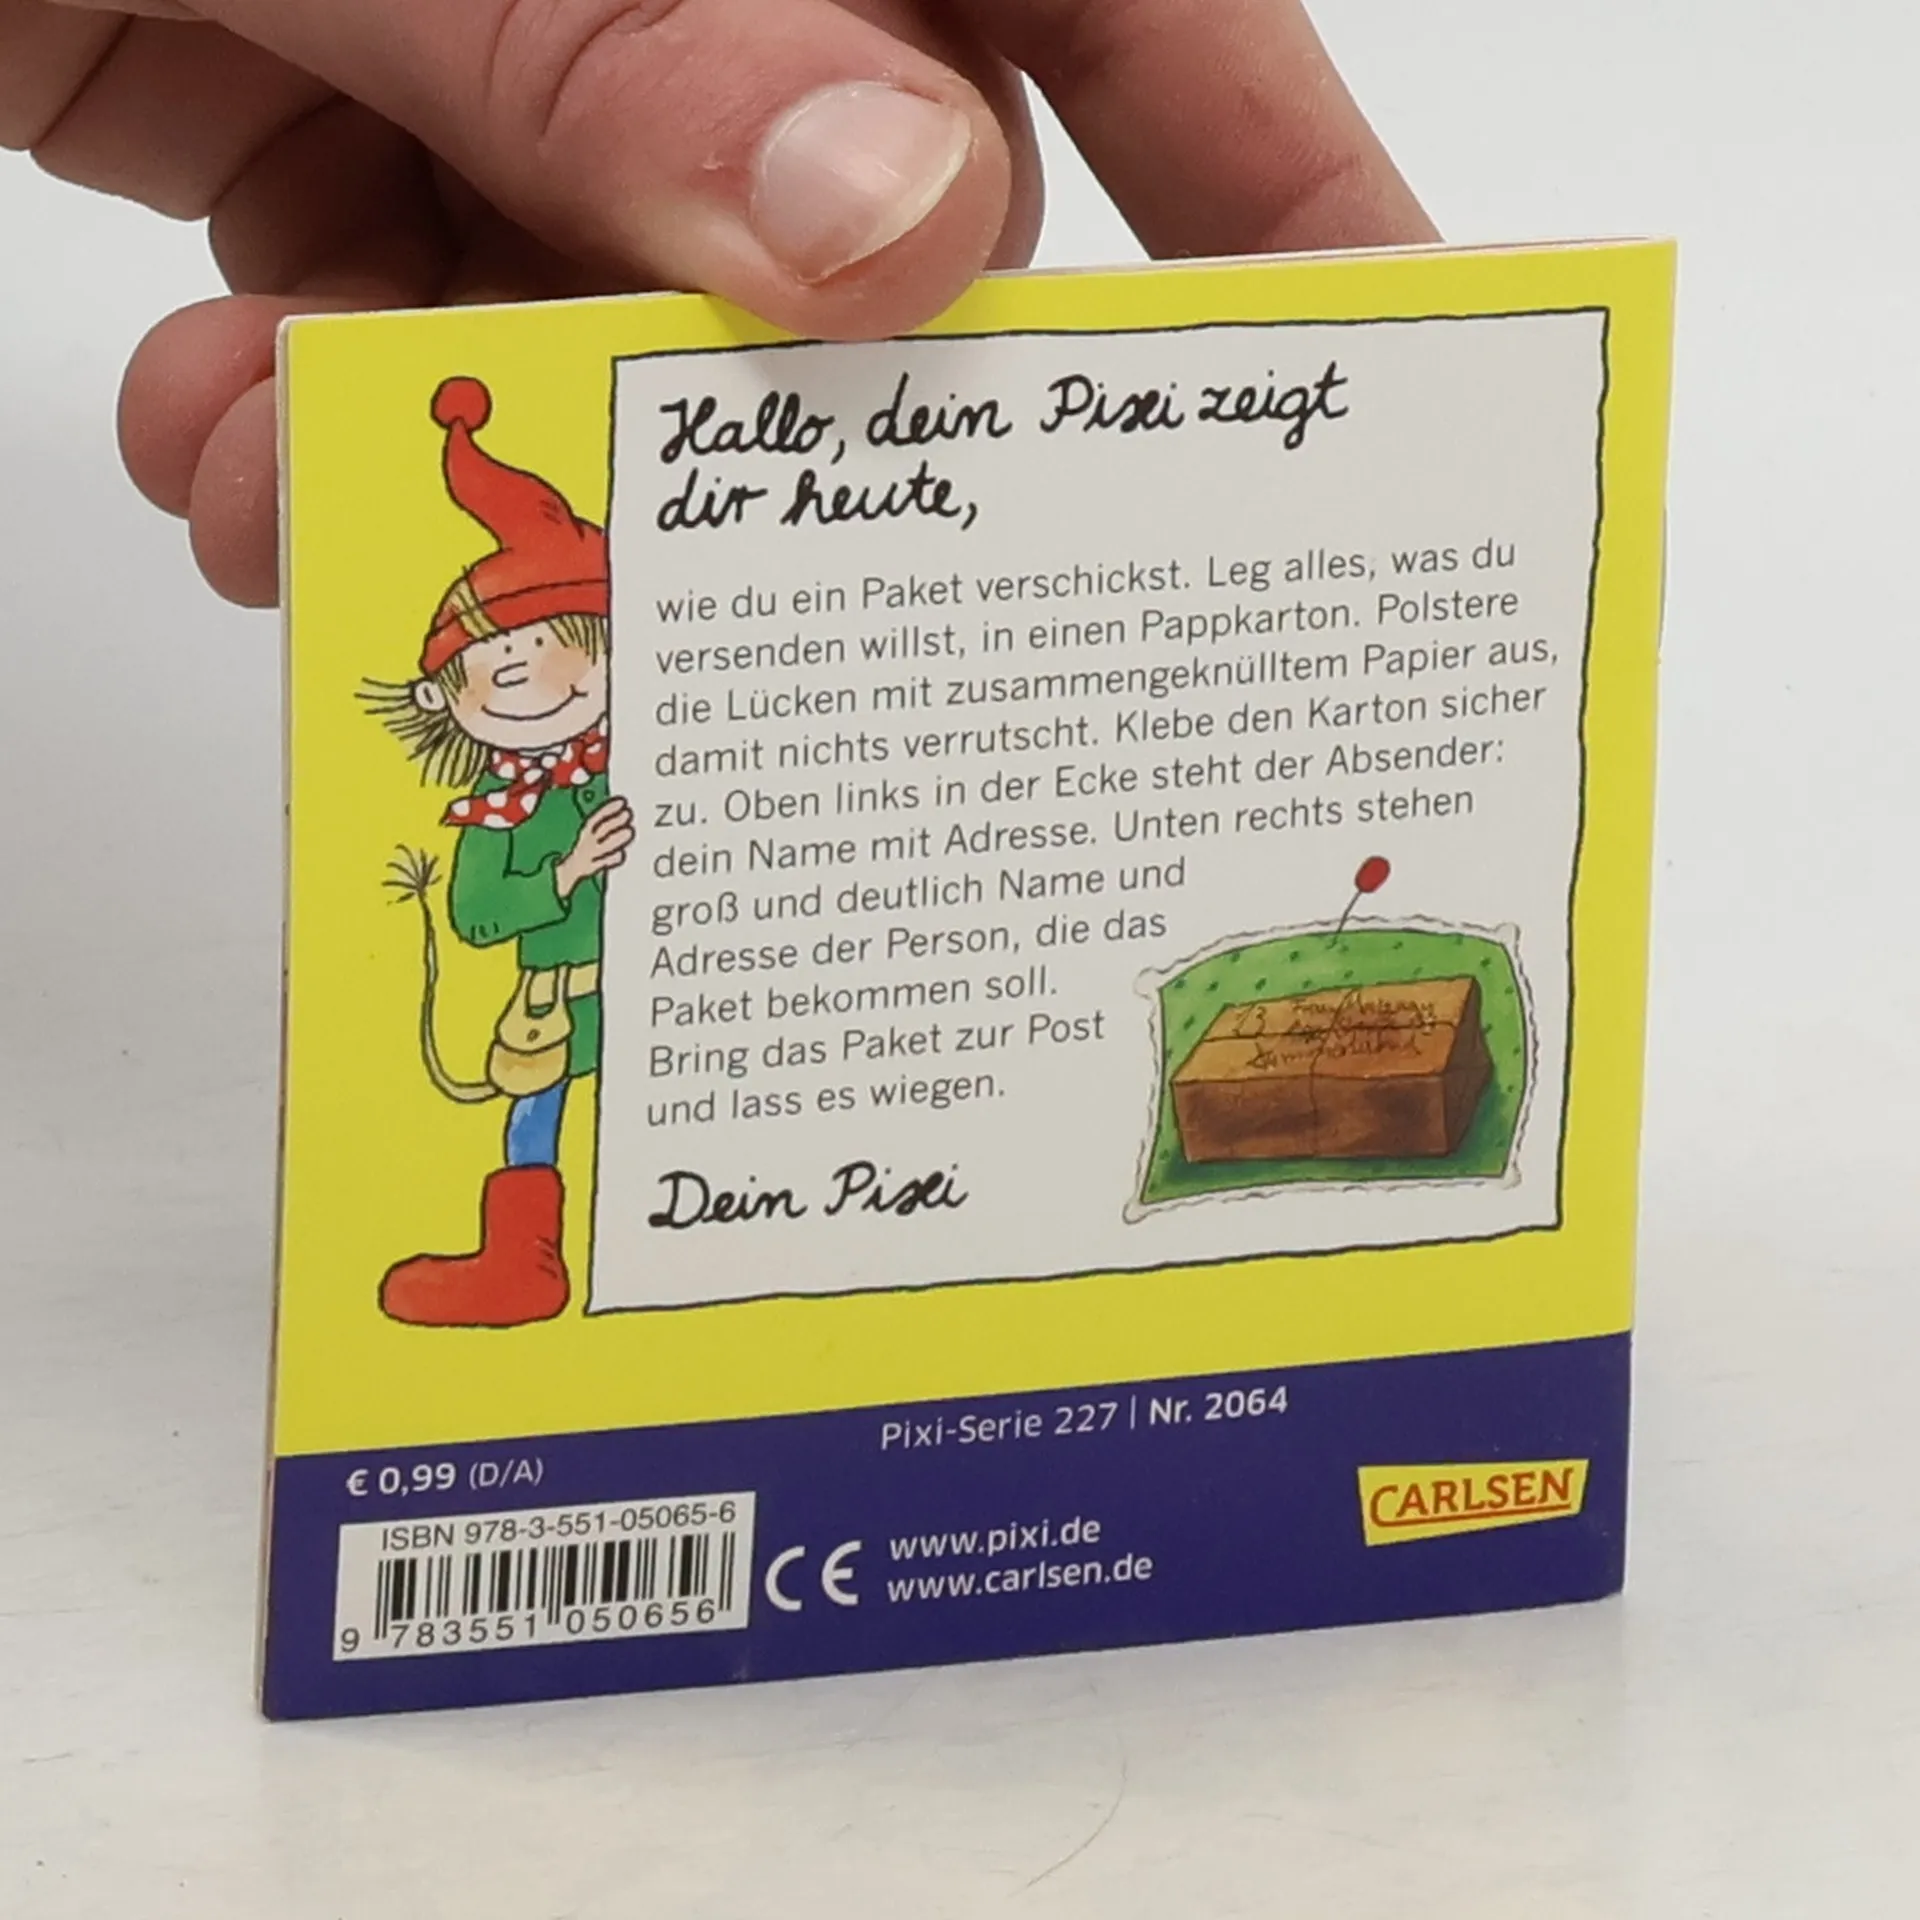 Hallo, dein Pixi zeigt
dir heute,
wie du ein Paket verschickst. Leg alles, was du
versenden willst, in einen Pappkarton. Polstere
die Lücken mit zusammengeknülltem Papier aus,
damit nichts verrutscht. Klebe den Karton sicher
zu. Oben links in der Ecke steht der Absender:
dein Name mit Adresse. Unten rechts stehen
groß und deutlich Name und
Adresse der Person, die das
Paket bekommen soll.
Bring das Paket zur Post
und lass es wiegen.
Dein Pixi
Pixi-Serie 227 | Nr. 2064
€ 0,99 (D/A)
ISBN 978-3-551-05065-6
9 783551 050656
CE
www.pixi.de
www.carlsen.de
CARLSEN